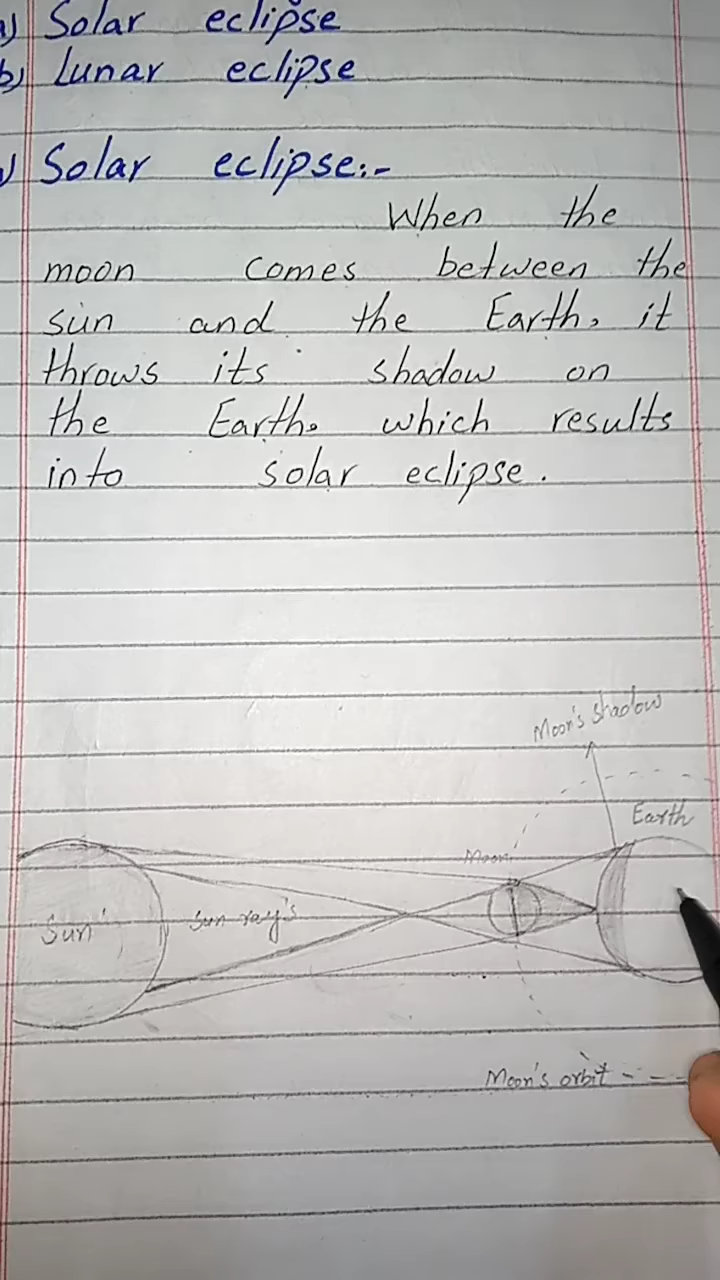 a) Solar eclipse
b) Lunar eclipse
a) Solar eclipse:-
When the
moon comes between the
sun and the Earth, it
throws its shadow on
the Earth. which results
into solar eclipse.
Moon's shadow
Earth
Moon
Sun
Sun ray's
Moon's orbit